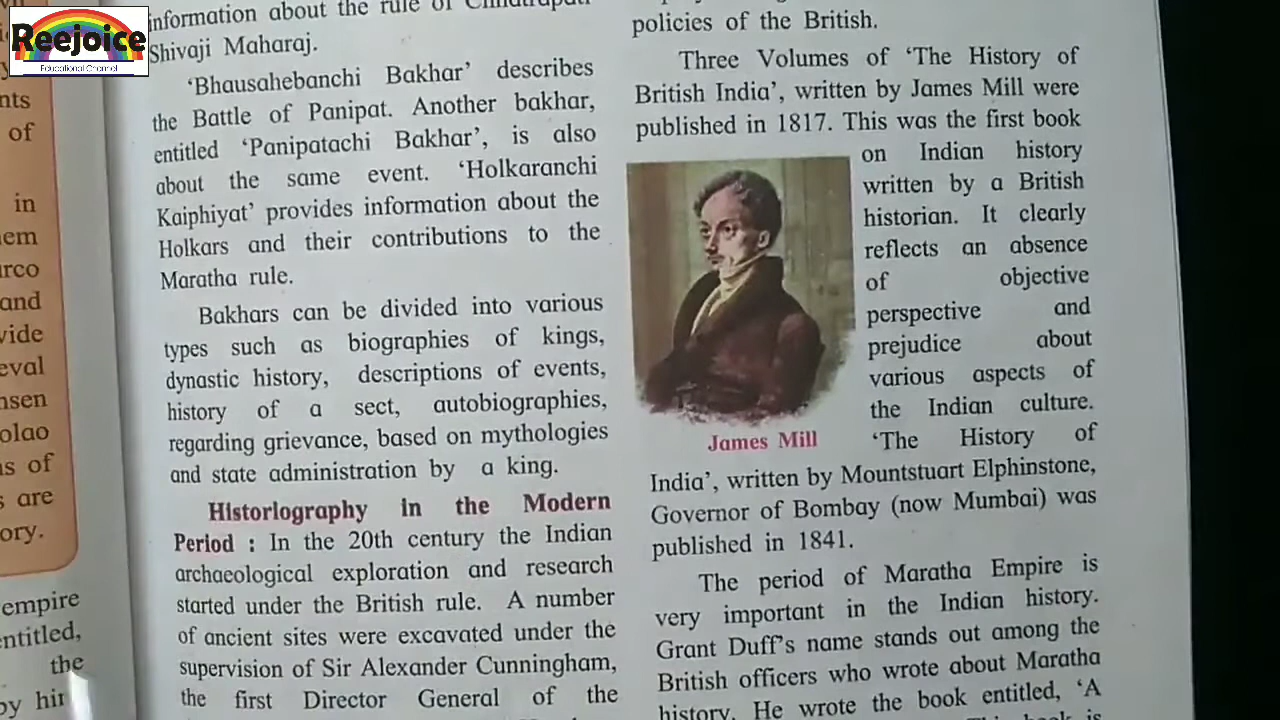 Reejoice
Educational Channel
nts
of
in
and
vide
olao
s of
s are
ory.
empire
entitled,
the
by hir
information about the rule of Chhatrapati
Shivaji Maharaj.
‘Bhausahebanchi Bakhar’ describes
the Battle of Panipat. Another bakhar,
entitled ‘Panipatachi Bakhar’, is also
about the same event. ‘Holkaranchi
Kaiphiyat’ provides information about the
Holkars and their contributions to the
Maratha rule.
Bakhars can be divided into various
types such as biographies of kings,
dynastic history, descriptions of events,
history of a sect, autobiographies,
regarding grievance, based on mythologies
and state administration by a king.
Historiography in the Modern
Period : In the 20th century the Indian
archaeological exploration and research
started under the British rule. A number
of ancient sites were excavated under the
supervision of Sir Alexander Cunningham,
the first Director General of the
policies of the British.
Three Volumes of ‘The History of
British India’, written by James Mill were
published in 1817. This was the first book
on Indian history
written by a British
historian. It clearly
reflects an absence
of objective
perspective and
prejudice about
various aspects of
the Indian culture.
James Mill
‘The History of
India’, written by Mountstuart Elphinstone,
Governor of Bombay (now Mumbai) was
published in 1841.
The period of Maratha Empire is
very important in the Indian history.
Grant Duff’s name stands out among the
British officers who wrote about Maratha
history. He wrote the book entitled, ‘A